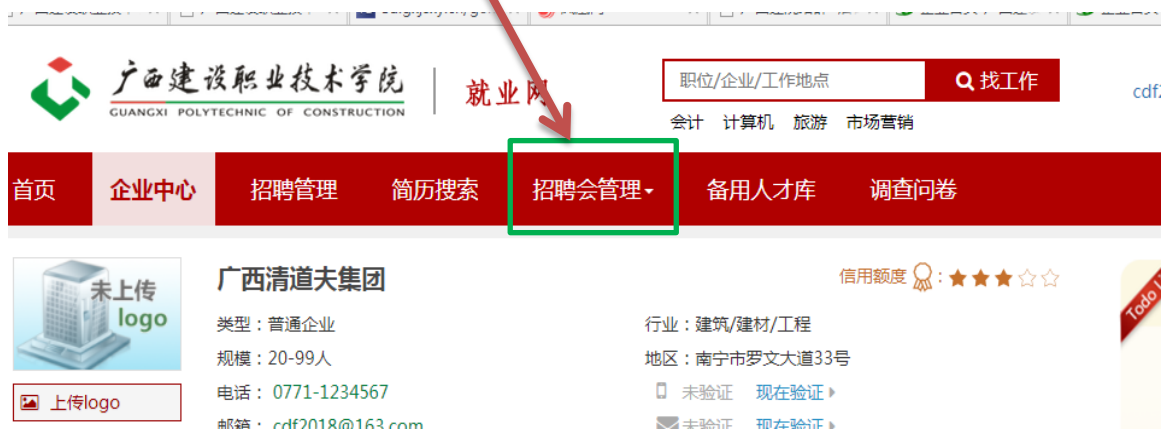 广西建设职业技术学院
GUANGXI POLYTECHNIC OF CONSTRUCTION
就业网
职位/企业/工作地点
找工作
cdf2
会计 计算机 旅游 市场营销
首页 企业中心 招聘管理 简历搜索 招聘会管理 备用人才库 调查问卷
未上传
logo
上传logo
广西清道夫集团
信用额度 :
类型：普通企业
行业：建筑/建材/工程
规模：20-99人
地区：南宁市罗文大道33号
电话： 0771-1234567
未验证 现在验证
邮箱： cdf2018@163.com
未验证 现在验证
Todo